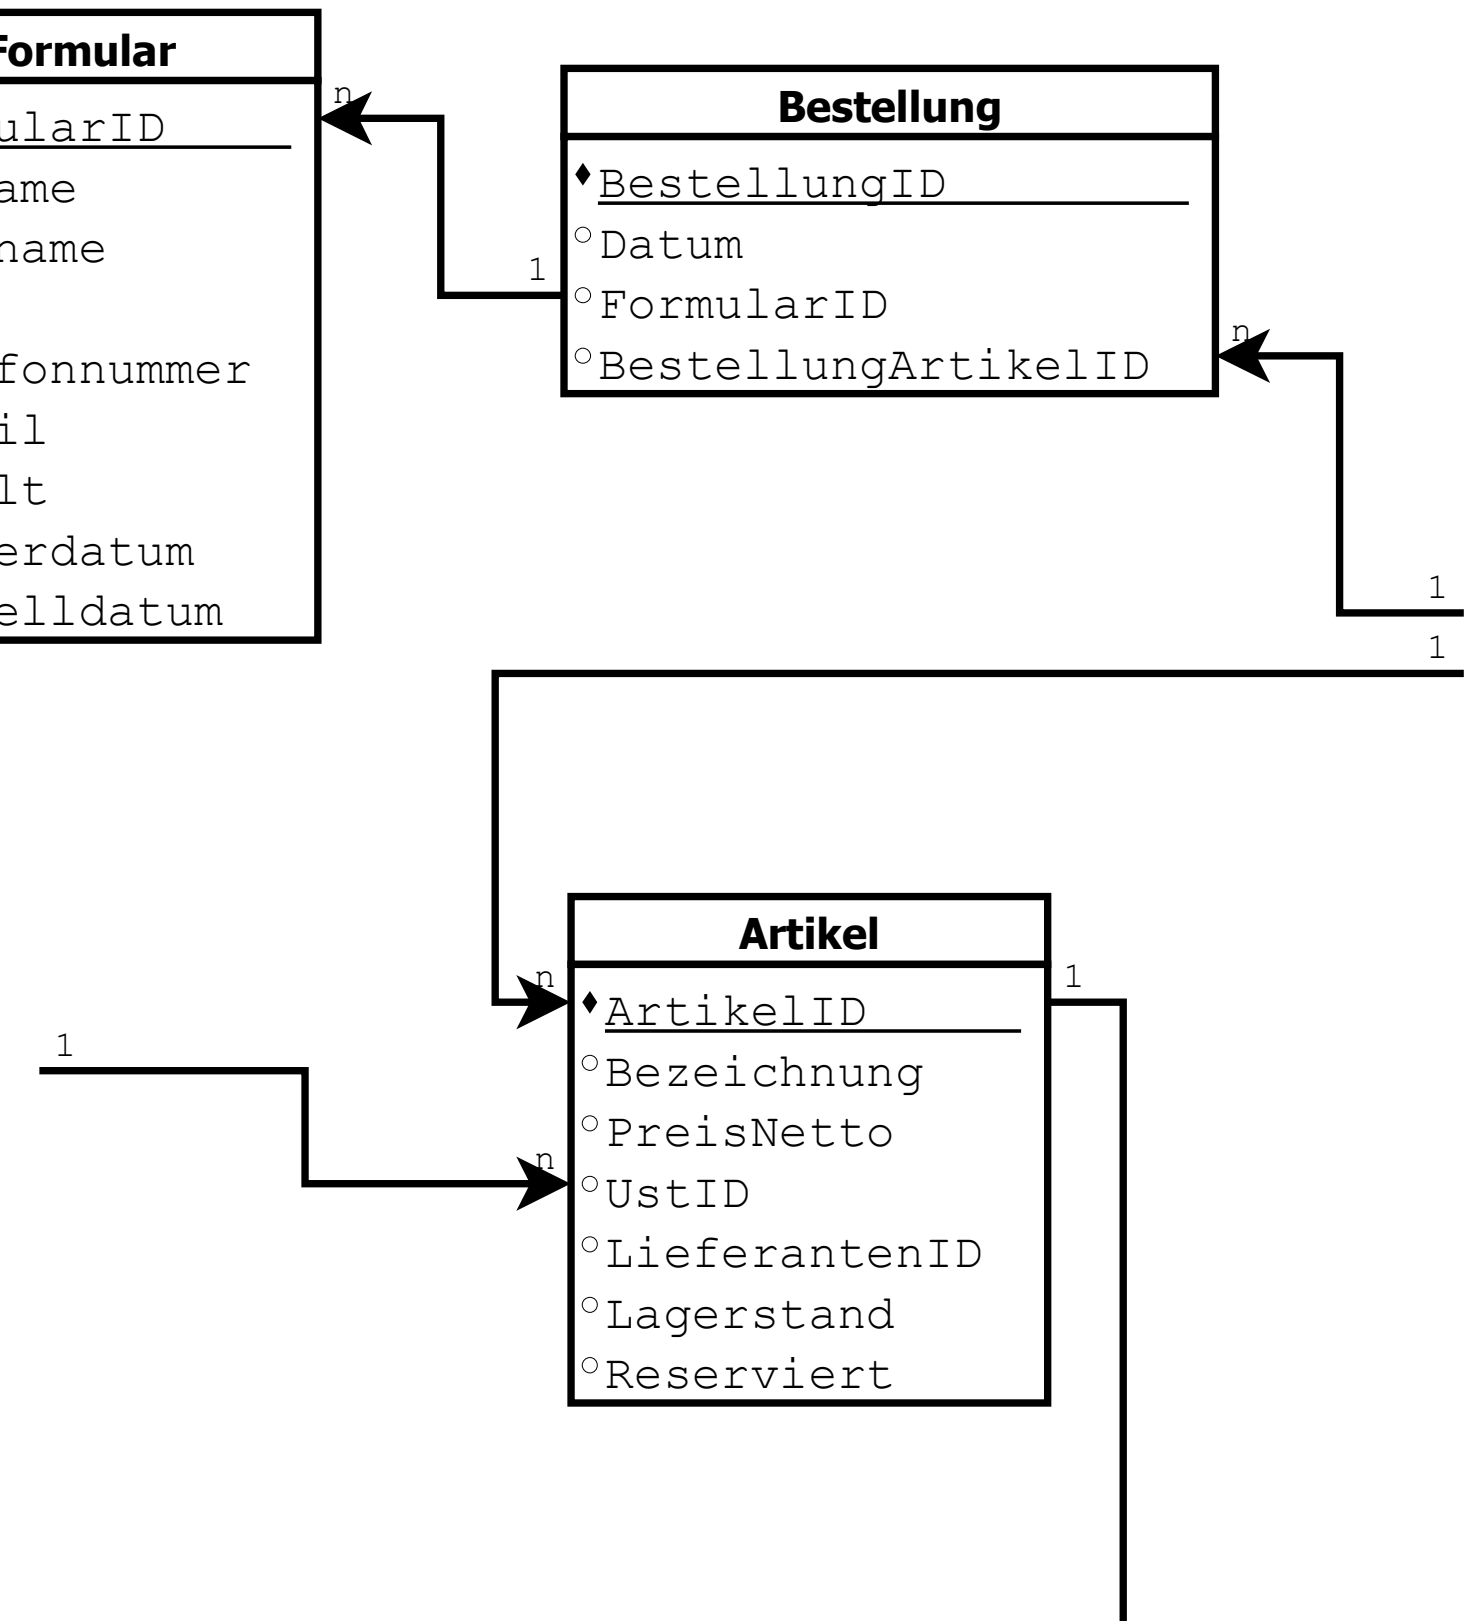 Formular
ularID
ame
name
fonnummer
il
lt
erdatum
elldatum
n
1
Bestellung
BestellungID
Datum
FormularID
BestellungArtikelID
n
1
1
Artikel
ArtikelID
Bezeichnung
PreisNetto
UstID
LieferantenID
Lagerstand
Reserviert
n
1
1
n